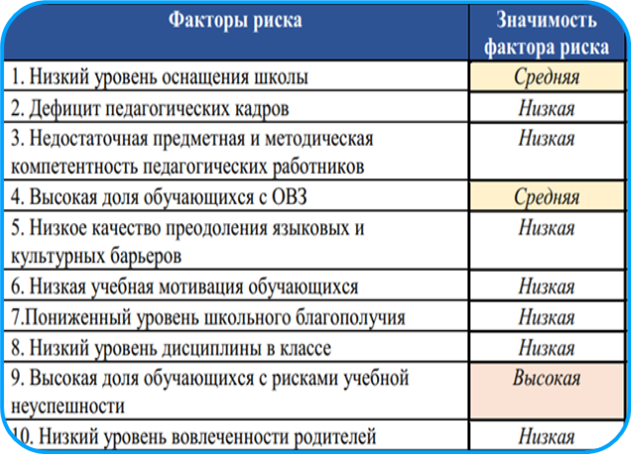 Факторы риска
Значимость
фактора риска
1. Низкий уровень оснащения школы
Средняя
2. Дефицит педагогических кадров
Низкая
3. Недостаточная предметная и методическая
компетентность педагогических работников
Низкая
4. Высокая доля обучающихся с ОВЗ
Средняя
5. Низкое качество преодоления языковых и
культурных барьеров
Низкая
6. Низкая учебная мотивация обучающихся
Низкая
7.Пониженный уровень школьного благополучия
Низкая
8. Низкий уровень дисциплины в классе
Низкая
9. Высокая доля обучающихся с рисками учебной
неуспешности
Высокая
10. Низкий уровень вовлеченности родителей
Низкая